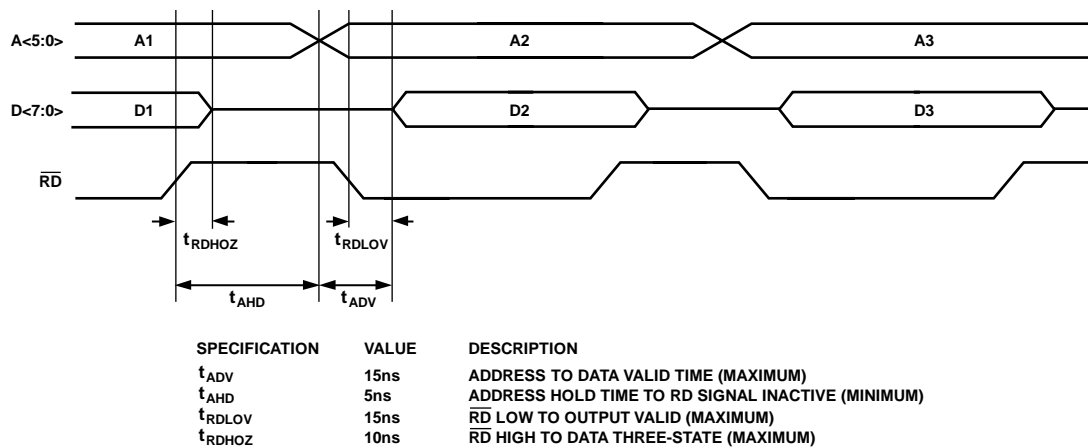 A<5:0> A1 A2 A3
D<7:0> D1 D2 D3
RD
tRDHOZ tRDLOV
tAHD tADV
SPECIFICATION VALUE DESCRIPTION
tADV 15ns ADDRESS TO DATA VALID TIME (MAXIMUM)
tAHD 5ns ADDRESS HOLD TIME TO RD SIGNAL INACTIVE (MINIMUM)
tRDLOV 15ns RD LOW TO OUTPUT VALID (MAXIMUM)
tRDHOZ 10ns RD HIGH TO DATA THREE-STATE (MAXIMUM)